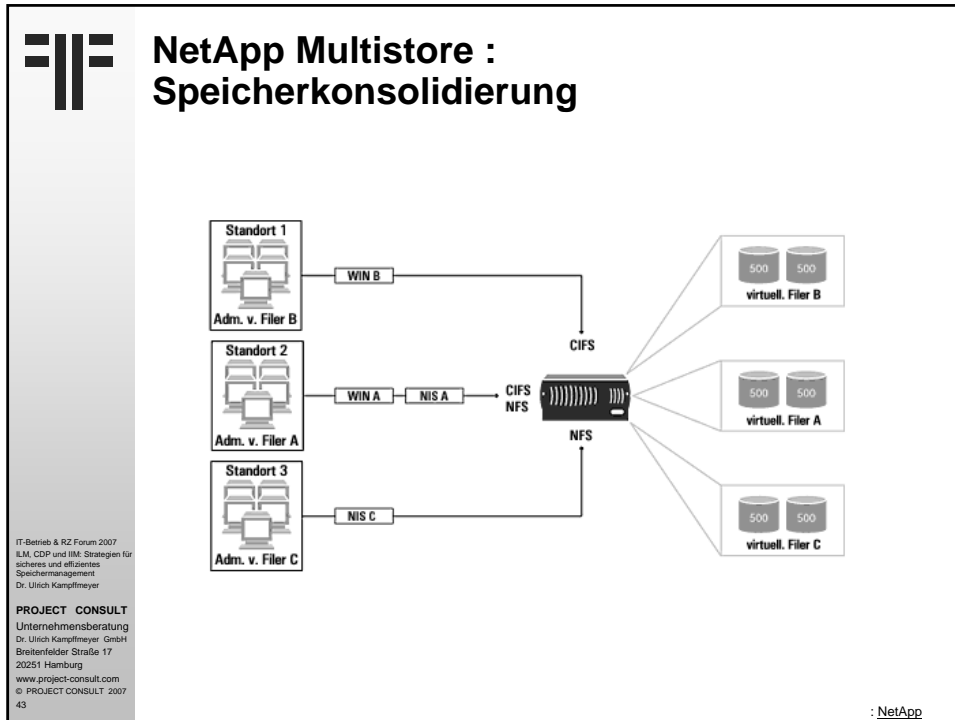 NetApp Multistore :
Speicherkonsolidierung
Standort 1
Adm. v. Filer B
WIN B
CIFS
500 500
virtuell. Filer B
Standort 2
Adm. v. Filer A
WIN A
NIS A
CIFS
NFS
500 500
virtuell. Filer A
NFS
Standort 3
Adm. v. Filer C
NIS C
500 500
virtuell. Filer C
IT-Betrieb & RZ Forum 2007
ILM, CDP und IIM: Strategien für
sicheres und effizientes
Speichermanagement
Dr. Ulrich Kampffmeyer
PROJECT CONSULT
Unternehmensberatung
Dr. Ulrich Kampffmeyer GmbH
Breitenfelder Straße 17
20251 Hamburg
www.project-consult.com
© PROJECT CONSULT 2007
43
: NetApp